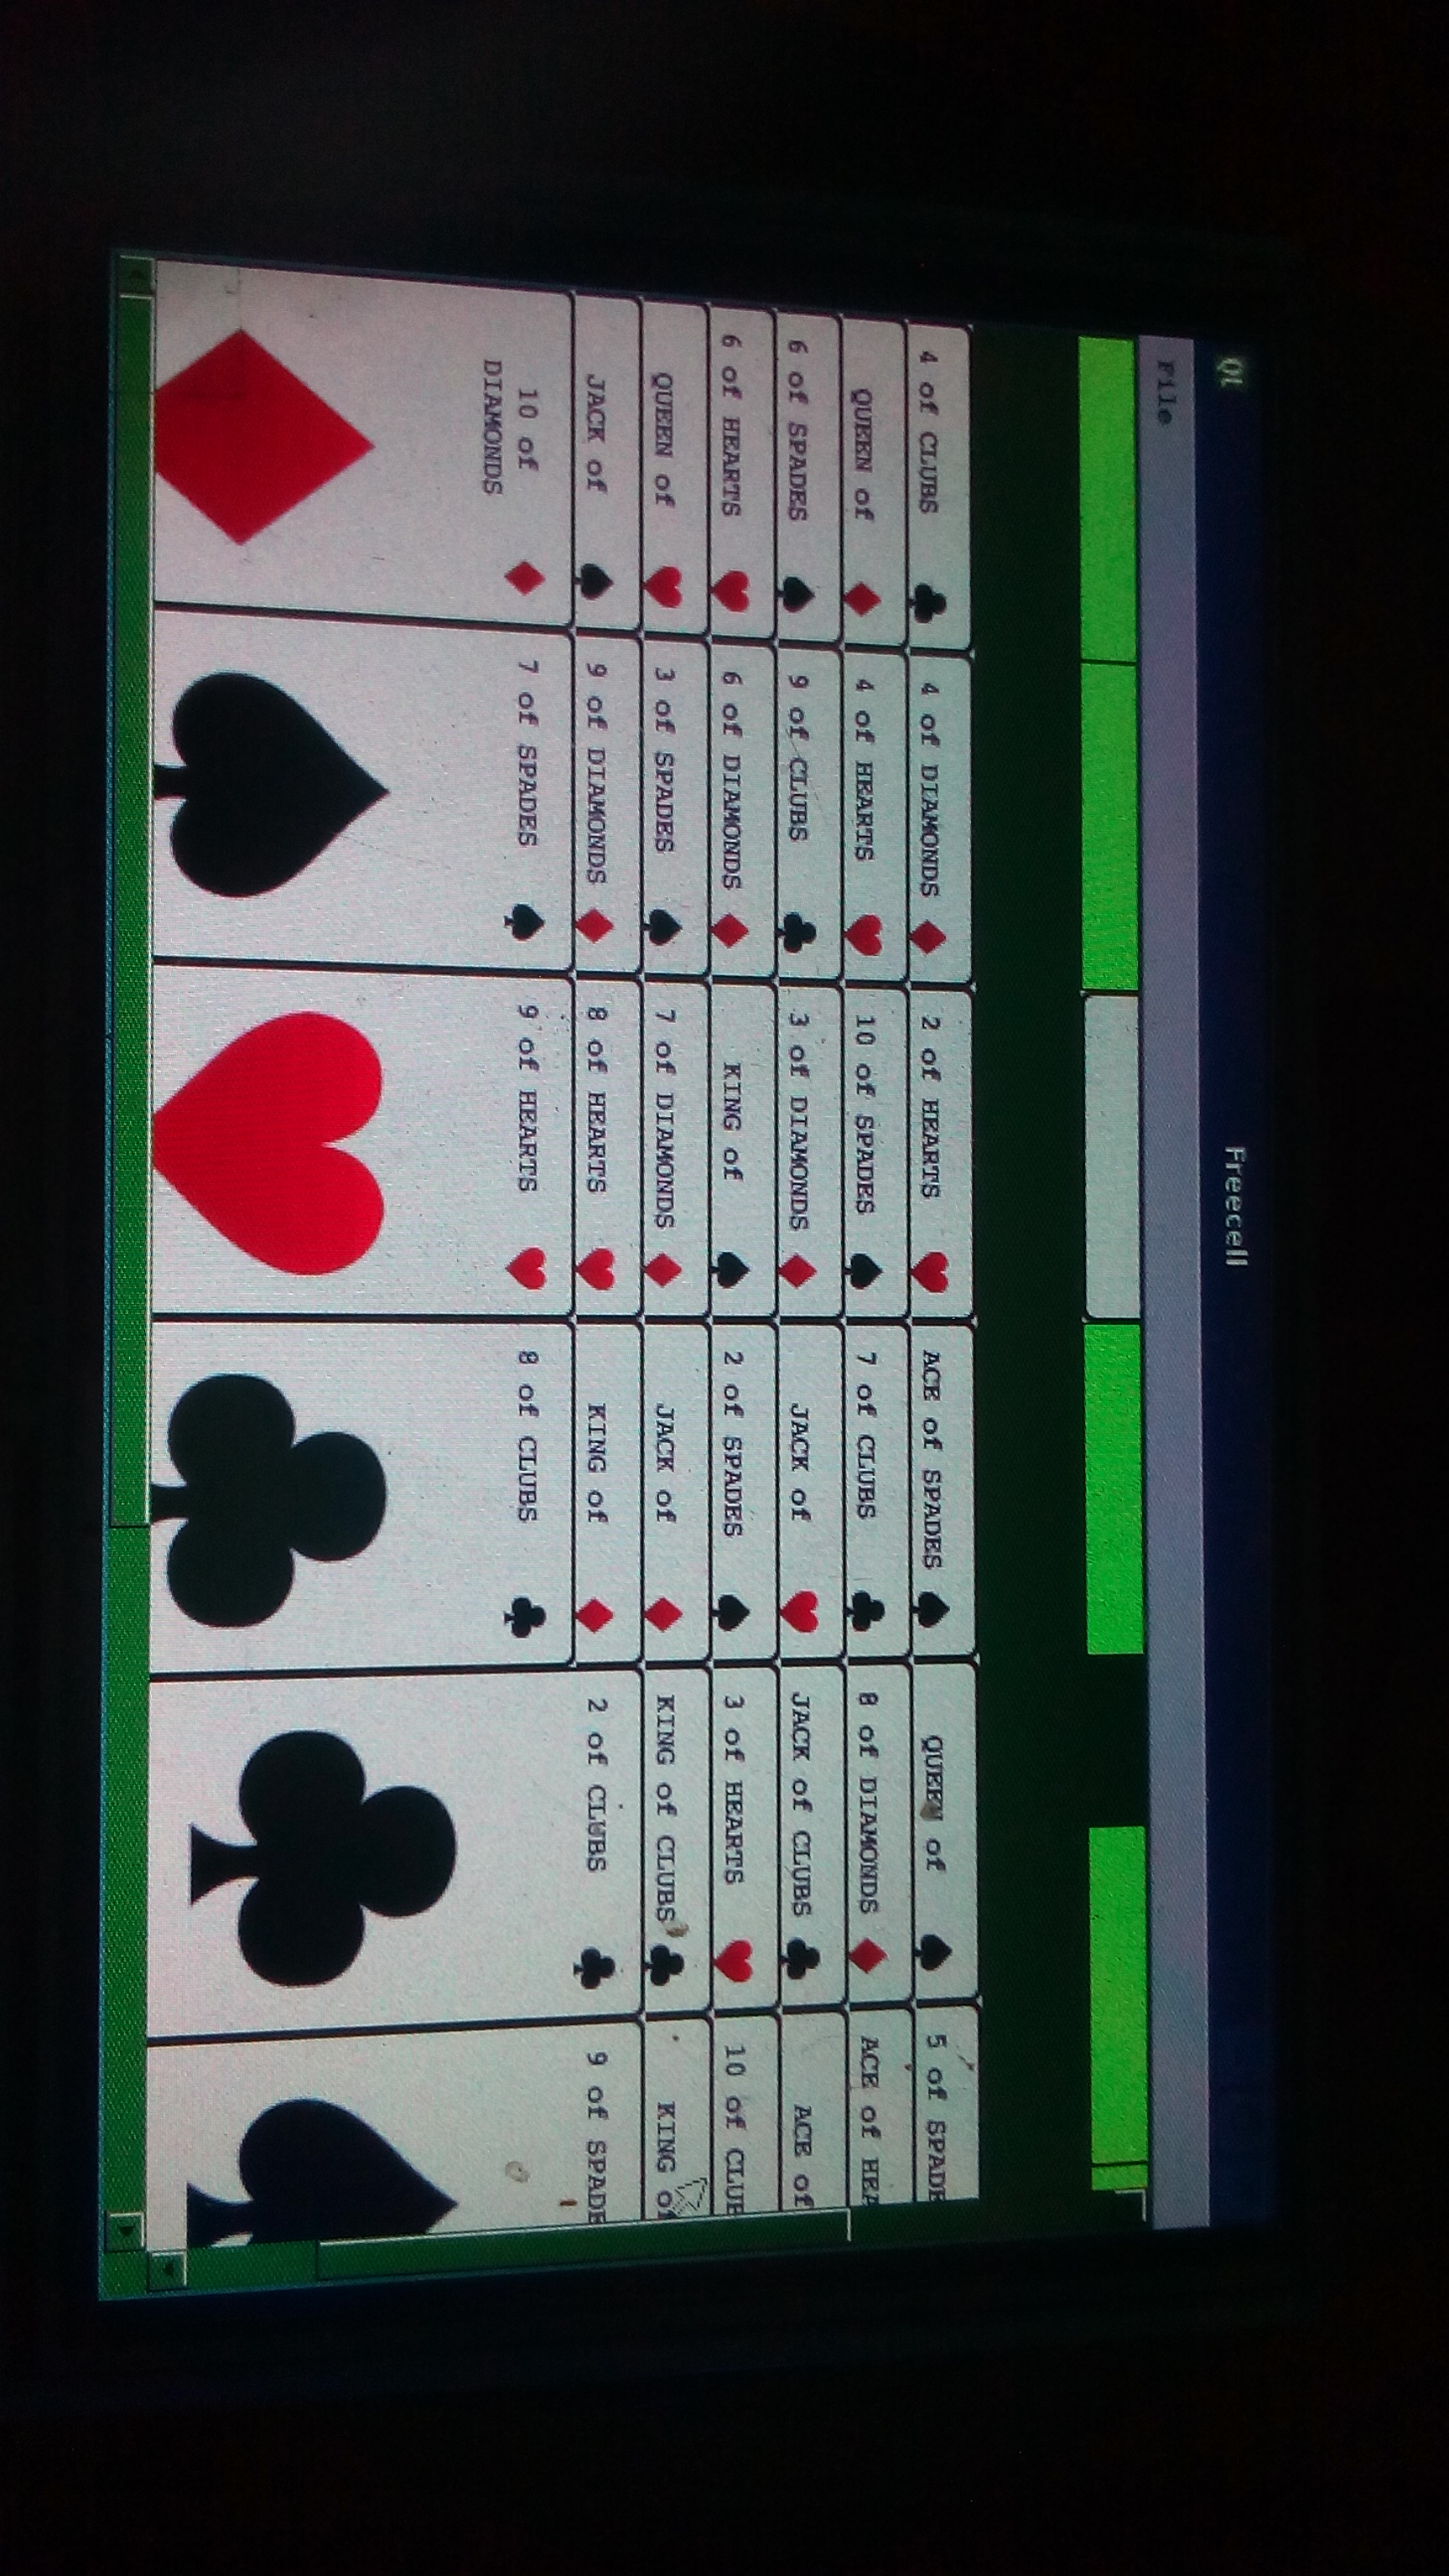 Qt Freecell
File
4 of CLUBS 4 of DIAMONDS 2 of HEARTS ACE of SPADES QUEEN of 5 of SPADE
QUEEN of 4 of HEARTS 10 of SPADES 7 of CLUBS 8 of DIAMONDS ACE of HEA
6 of SPADES 9 of CLUBS 3 of DIAMONDS JACK of JACK of CLUBS ACE of
6 of HEARTS 6 of DIAMONDS KING of 2 of SPADES 3 of HEARTS 10 of CLUB
QUEEN of 3 of SPADES 7 of DIAMONDS JACK of KING of CLUBS KING of
JACK of 9 of DIAMONDS 8 of HEARTS KING of 2 of CLUBS 9 of SPADE
10 of 7 of SPADES 9 of HEARTS 8 of CLUBS
DIAMONDS